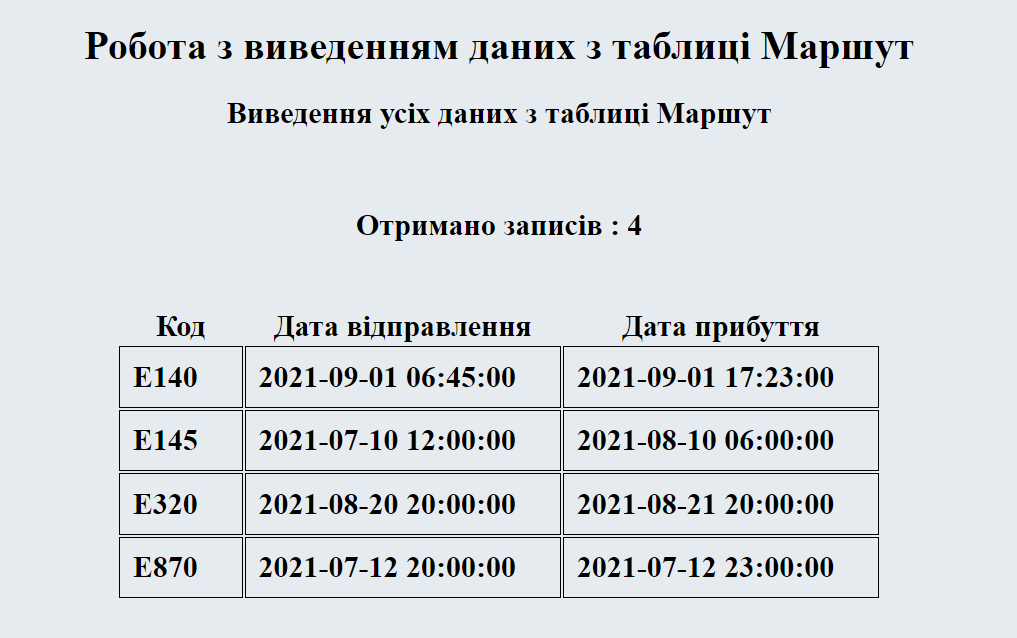 Робота з виведенням даних з таблиці Маршут
Виведення усіх даних з таблиці Маршут
Отримано записів : 4
Код Дата відправлення Дата прибуття
E140 2021-09-01 06:45:00 2021-09-01 17:23:00
E145 2021-07-10 12:00:00 2021-08-10 06:00:00
E320 2021-08-20 20:00:00 2021-08-21 20:00:00
E870 2021-07-12 20:00:00 2021-07-12 23:00:00